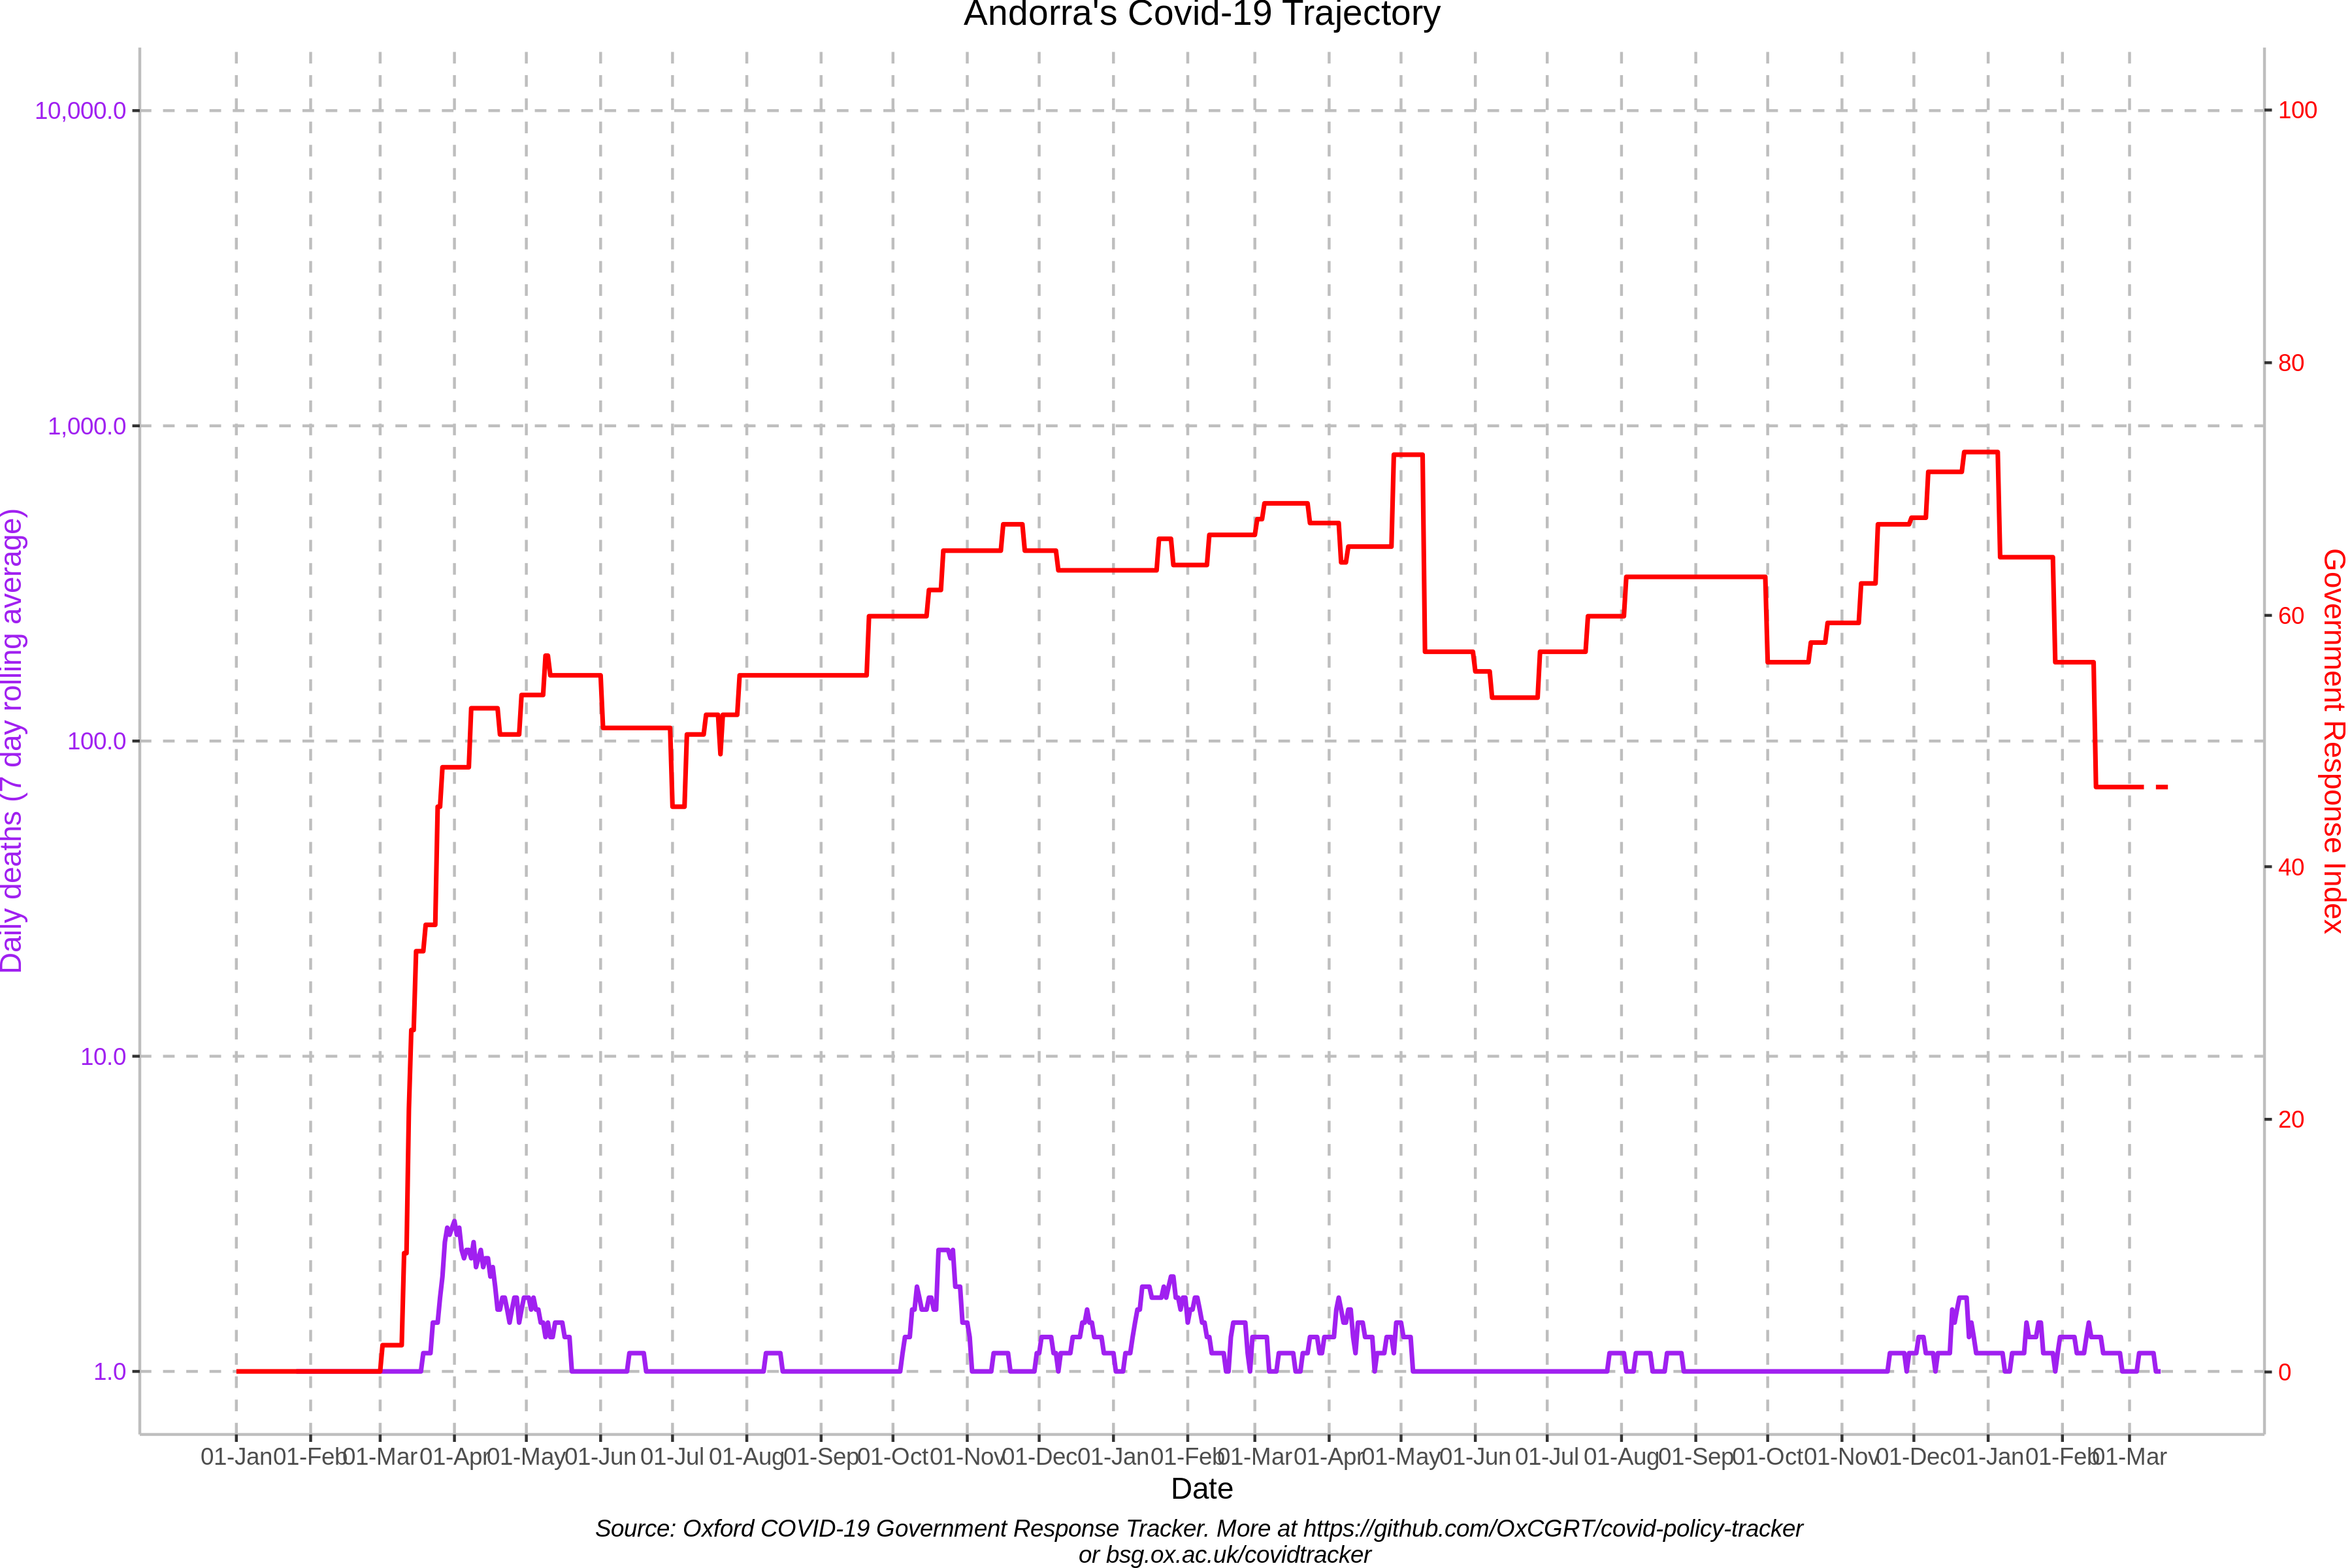 Andorra's Covid-19 Trajectory
10,000.0
1,000.0
100.0
10.0
1.0
Daily deaths (7 day rolling average)
100
80
60
40
20
0
Government Response Index
01-Jan 01-Feb 01-Mar 01-Apr 01-May 01-Jun 01-Jul 01-Aug 01-Sep 01-Oct 01-Nov 01-Dec 01-Jan 01-Feb 01-Mar 01-Apr 01-May 01-Jun 01-Jul 01-Aug 01-Sep 01-Oct 01-Nov 01-Dec 01-Jan 01-Feb 01-Mar
Date
Source: Oxford COVID-19 Government Response Tracker. More at https://github.com/OxCGRT/covid-policy-tracker
or bsg.ox.ac.uk/covidtracker